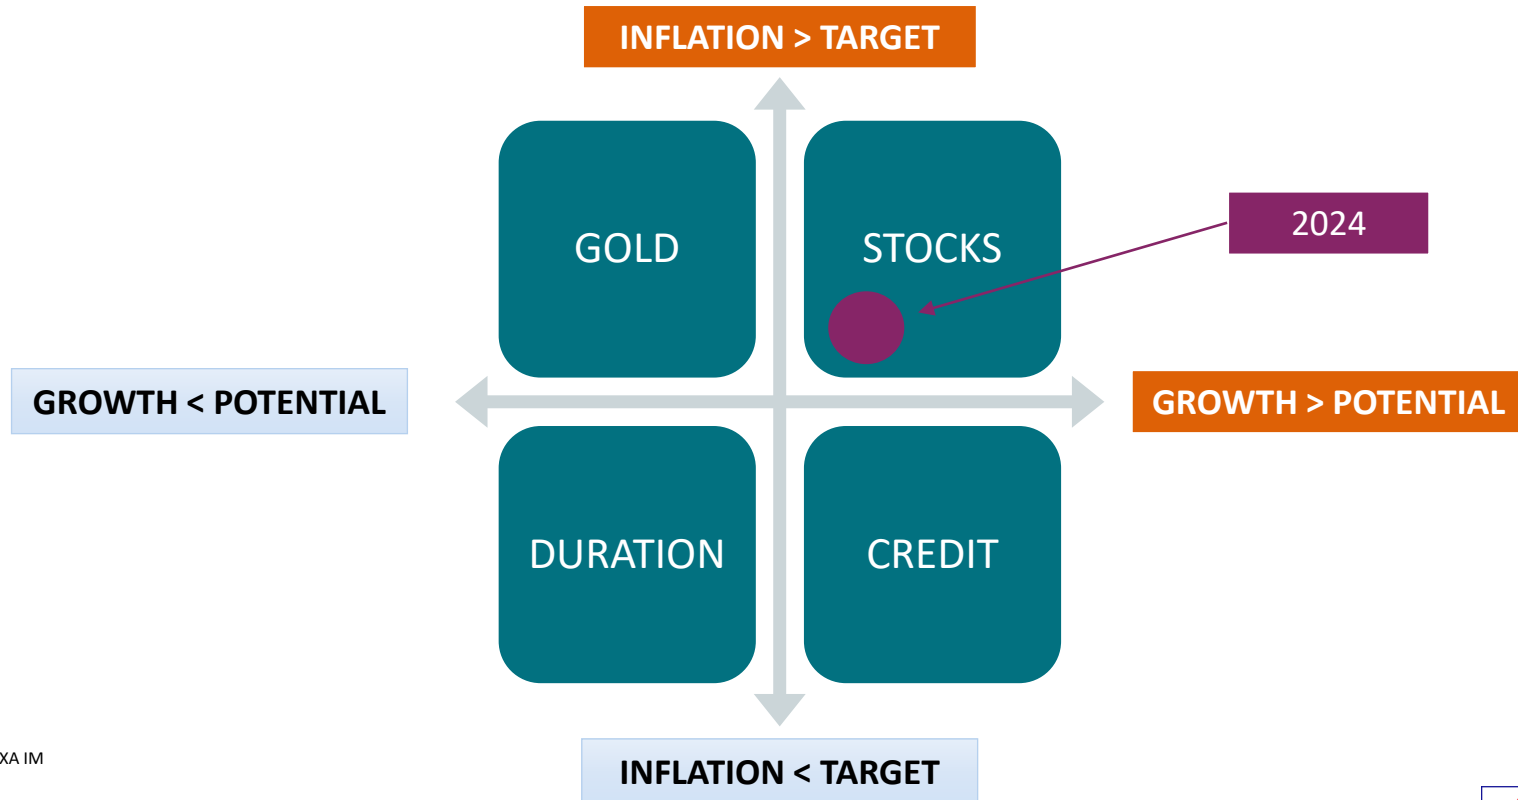 INFLATION > TARGET
GOLD
STOCKS
2024
GROWTH < POTENTIAL
GROWTH > POTENTIAL
DURATION
CREDIT
XA IM
INFLATION < TARGET